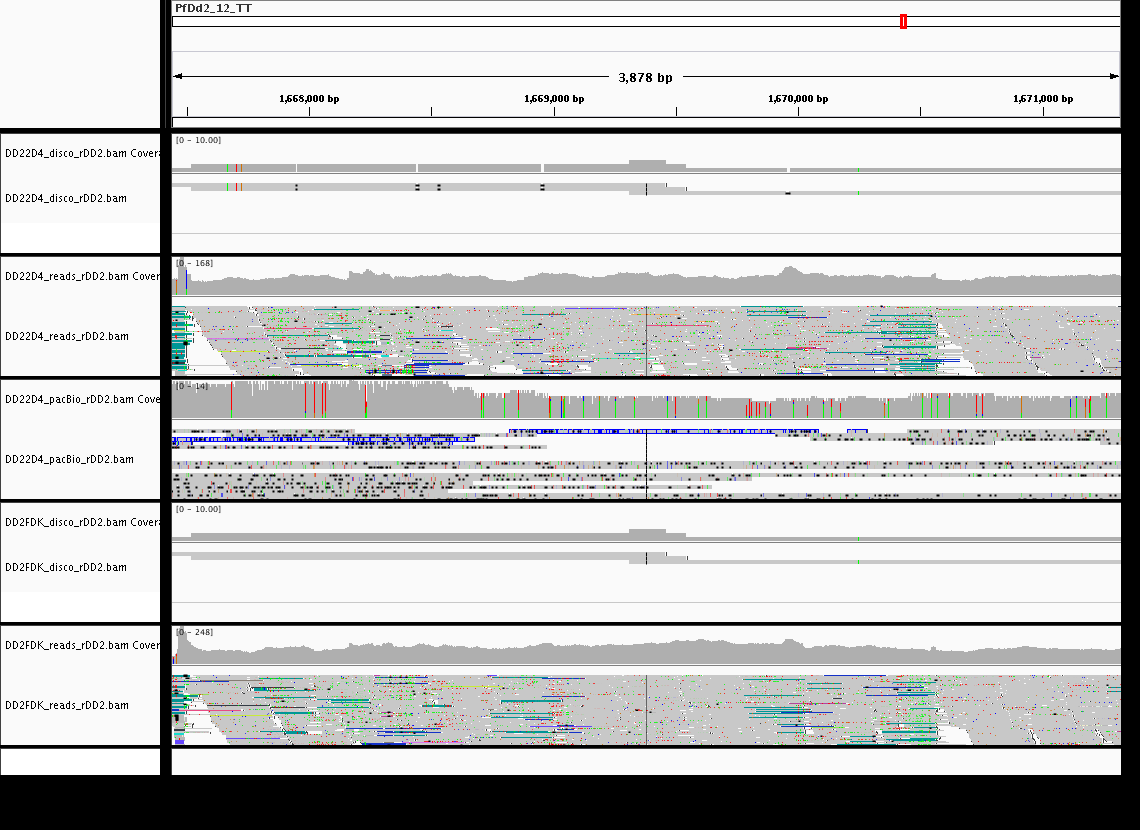 PfDd2_12_TT
3,878 bp
1,668,000 bp 1,669,000 bp 1,670,000 bp 1,671,000 bp
[0 - 10.00]
DD22D4_disco_rDD2.bam Covera
DD22D4_disco_rDD2.bam
[0 - 168]
DD22D4_reads_rDD2.bam Cover
DD22D4_reads_rDD2.bam
[0 - 14]
DD22D4_pacBio_rDD2.bam Cove
DD22D4_pacBio_rDD2.bam
[0 - 10.00]
DD2FDK_disco_rDD2.bam Covera
DD2FDK_disco_rDD2.bam
[0 - 248]
DD2FDK_reads_rDD2.bam Cover
DD2FDK_reads_rDD2.bam